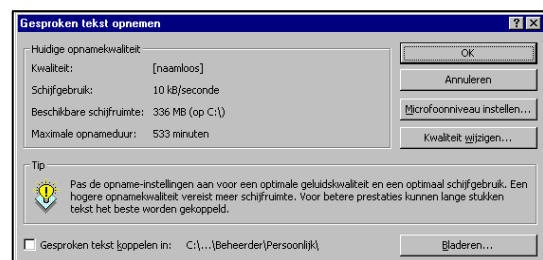 Gesproken tekst opnemen
Huidige opnamekwaliteit
Kwaliteit: [naamloos]
Schijfgebruik: 10 kB/seconde
Beschikbare schijfruimte: 336 MB (op C:\)
Maximale opnameduur: 533 minuten
OK
Annuleren
Microfoonniveau instellen...
Kwaliteit wijzigen...
Tip
Pas de opname-instellingen aan voor een optimale geluidskwaliteit en een optimaal schijfgebruik. Een
hogere opnamekwaliteit vereist meer schijfruimte. Voor betere prestaties kunnen lange stukken
tekst het beste worden gekoppeld.
Gesproken tekst koppelen in: C:\...\Beheerder\Persoonlijk\
Bladeren...